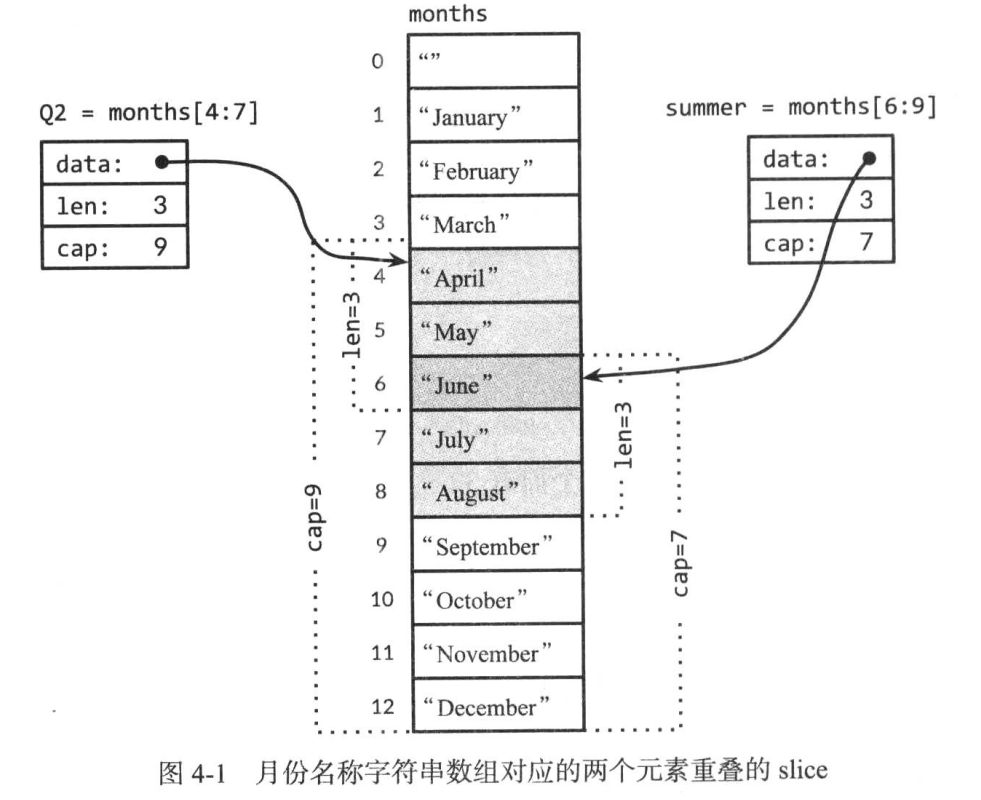 months
0 “”
Q2 = months[4:7]
summer = months[6:9]
1 “January”
data:
data:
2 “February”
len: 3
len: 3
3 “March”
cap: 9
cap: 7
4 “April”
len=3
5 “May”
6 “June”
7 “July”
len=3
8 “August”
cap=9
9 “September”
cap=7
10 “October”
11 “November”
12 “December”
图 4-1 月份名称字符串数组对应的两个元素重叠的 slice